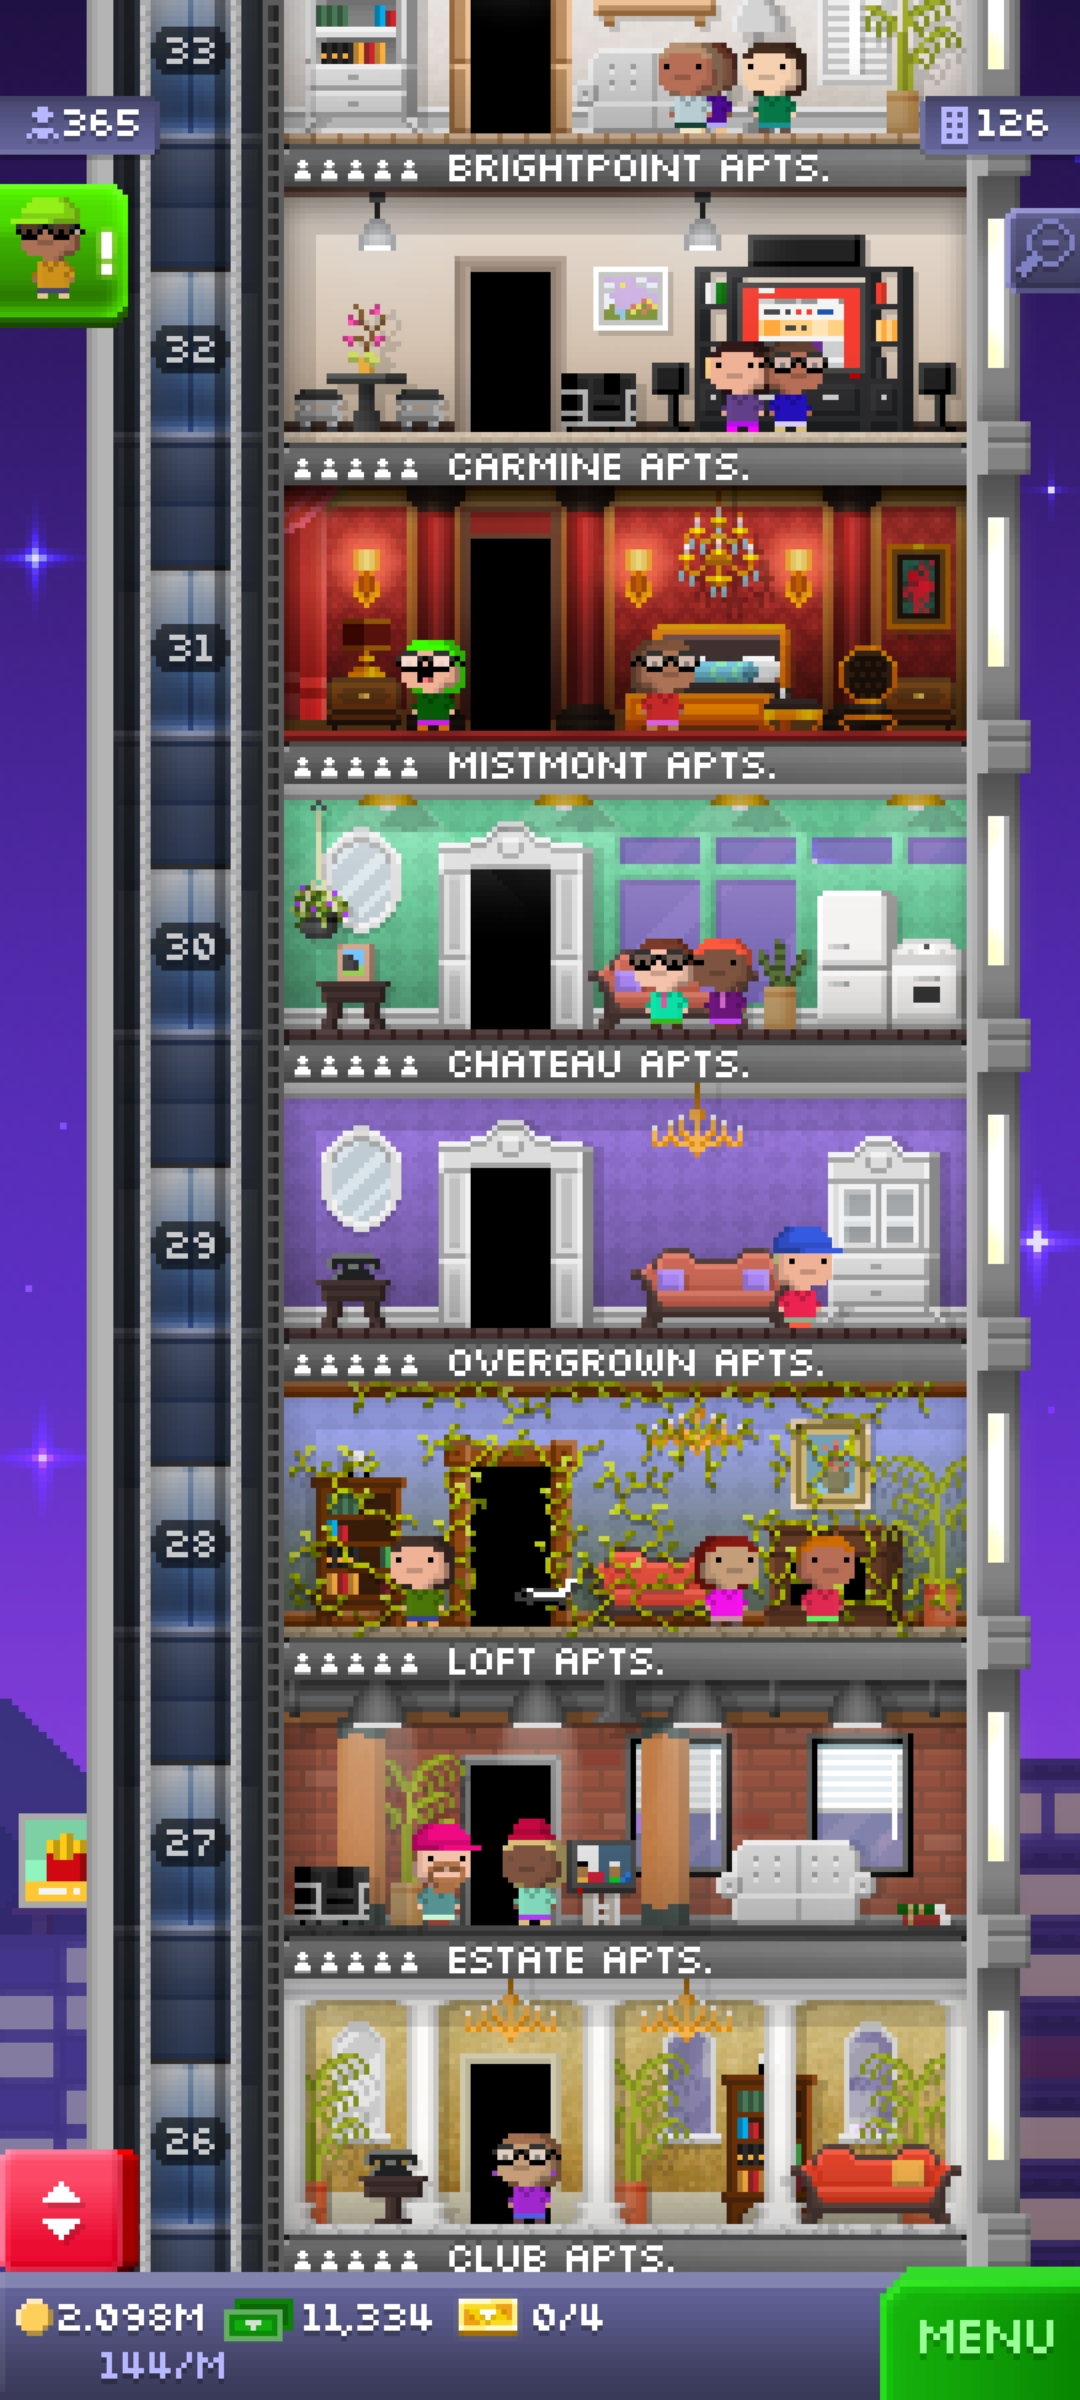 33
365
126
BRIGHTPOINT APTS.
!
32
CARMINE APTS.
31
MISTMONT APTS.
30
CHATEAU APTS.
29
OVERGROWN APTS.
28
LOFT APTS.
27
ESTATE APTS.
26
CLUB APTS.
2.098M 11,334 0/4
144/M
MENU